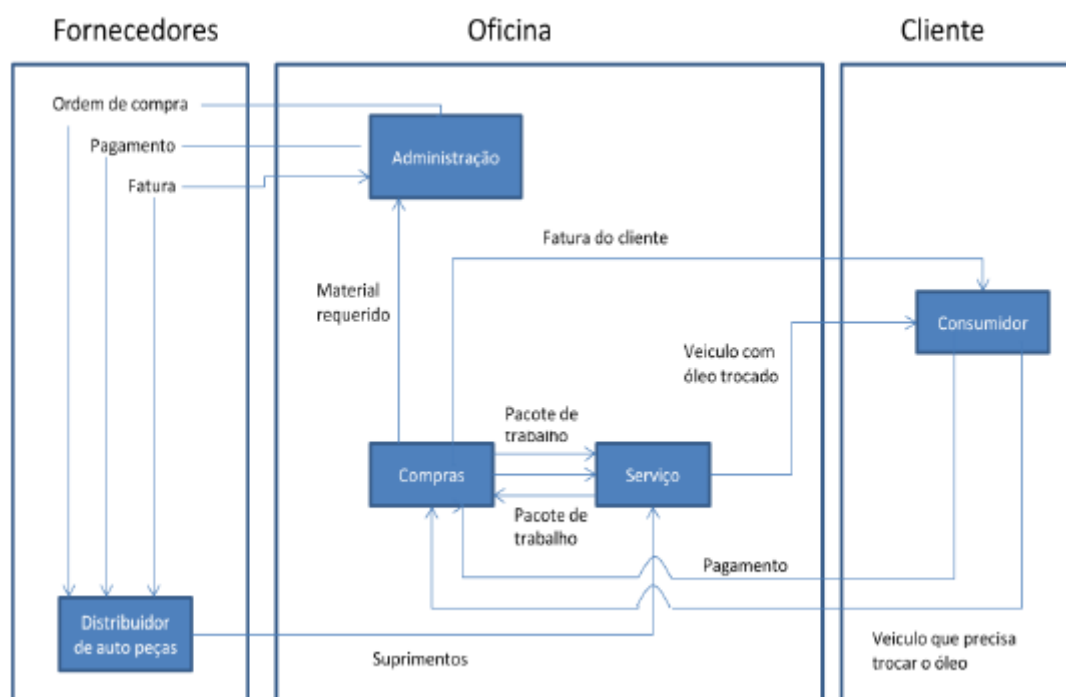 Fornecedores
Oficina
Cliente
Ordem de compra
Pagamento
Fatura
Administração
Fatura do cliente
Material
requerido
Consumidor
Veiculo com
óleo trocado
Pacote de
trabalho
Compras
Serviço
Pacote de
trabalho
Pagamento
Distribuidor
de auto peças
Suprimentos
Veiculo que precisa
trocar o óleo